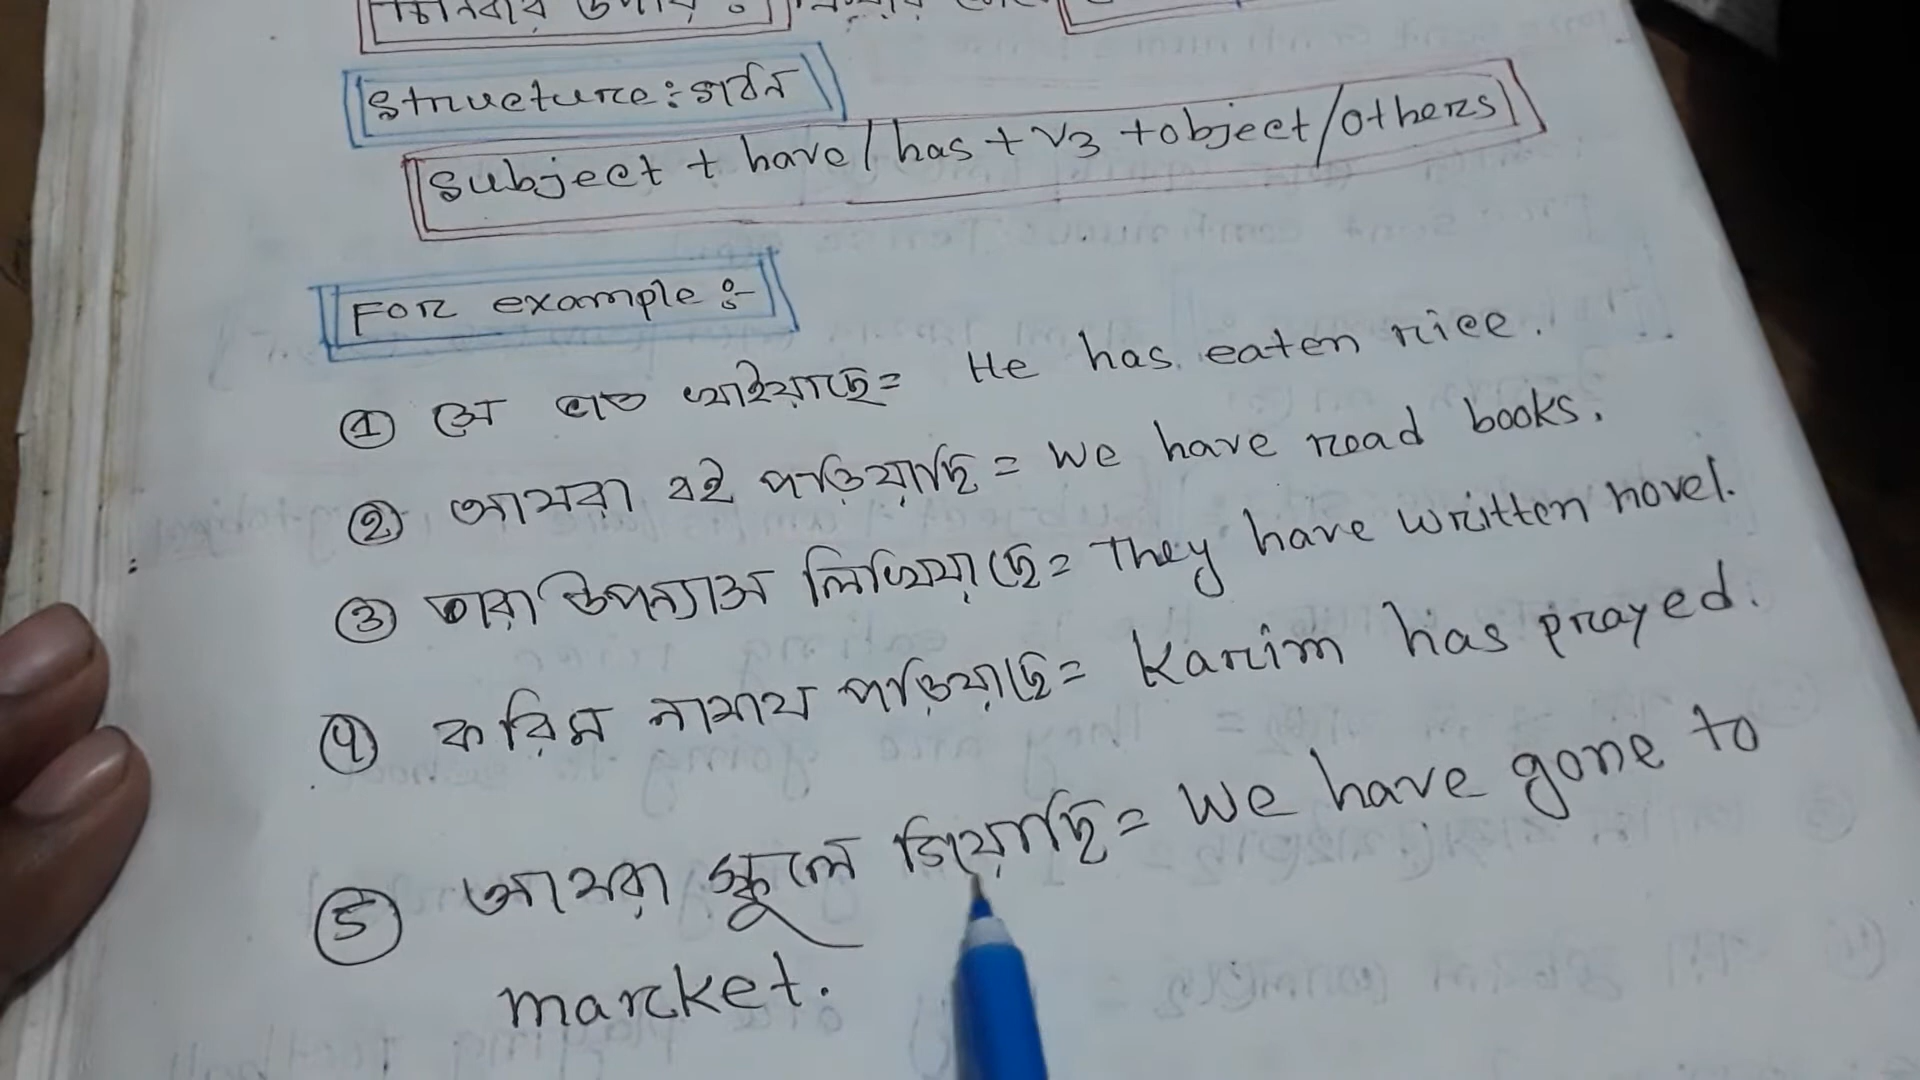 চিনিবার উপায়ঃ
Structure: গঠন
Subject + have/has + V3 + object/others
For example :-
① সে ভাত খাইয়াছে = He has eaten rice.
② আমরা বই পড়িয়াছি = We have read books.
③ তারা উপন্যাস লিখিয়াছে = They have written novel.
④ করিম নামায পড়িয়াছে = Karim has prayed.
⑤ আমরা স্কুলে গিয়েছি = We have gone to
market.